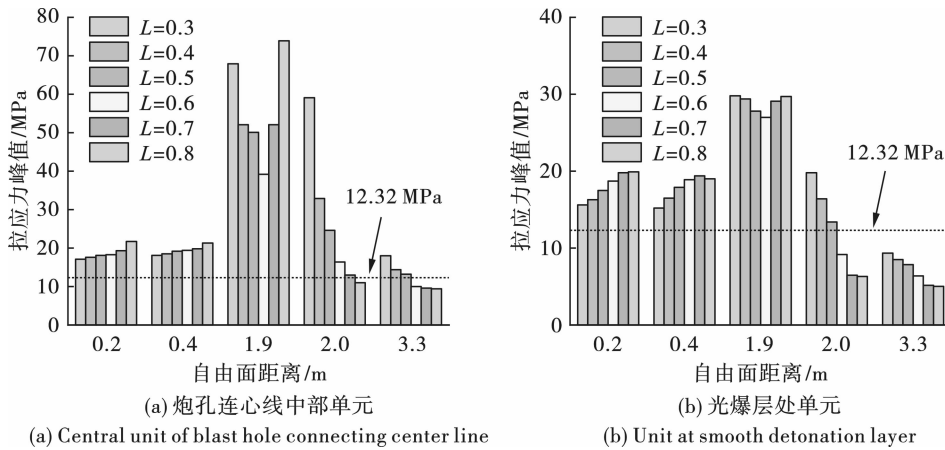 80
70
60
50
40
30
20
10
0
拉应力峰值/MPa
L=0.3
L=0.4
L=0.5
L=0.6
L=0.7
L=0.8
12.32 MPa
0.2 0.4 1.9 2.0 3.3
自由面距离/m
(a) 炮孔连心线中部单元
(a) Central unit of blast hole connecting center line
40
30
20
10
0
拉应力峰值/MPa
L=0.3
L=0.4
L=0.5
L=0.6
L=0.7
L=0.8
12.32 MPa
0.2 0.4 1.9 2.0 3.3
自由面距离/m
(b) 光爆层处单元
(b) Unit at smooth detonation layer